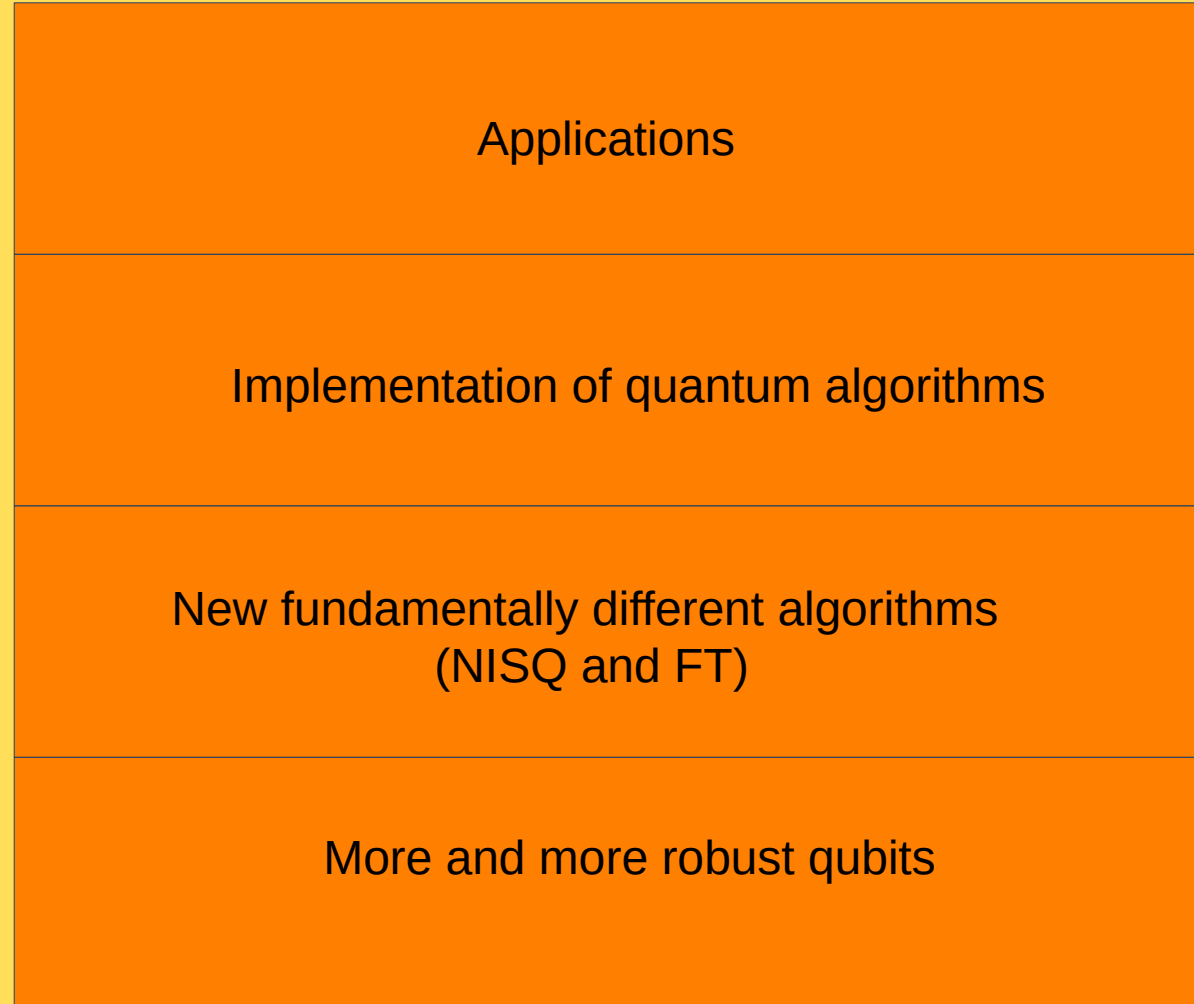 Applications
Implementation of quantum algorithms
New fundamentally different algorithms
(NISQ and FT)
More and more robust qubits